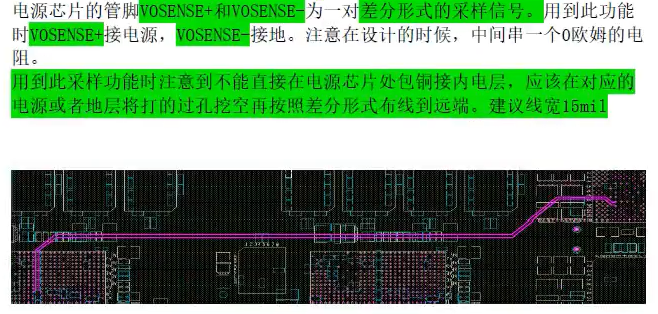 电源芯片的管脚VOSENSE+和VOSENSE-为一对差分形式的采样信号。用到此功能
时VOSENSE+接电源，VOSENSE-接地。注意在设计的时候，中间串一个0欧姆的电
阻。
用到此采样功能时注意到不能直接在电源芯片处包铜接内电层，应该在对应的
电源或者地层将打的过孔挖空再按照差分形式布线到远端。建议线宽15mil